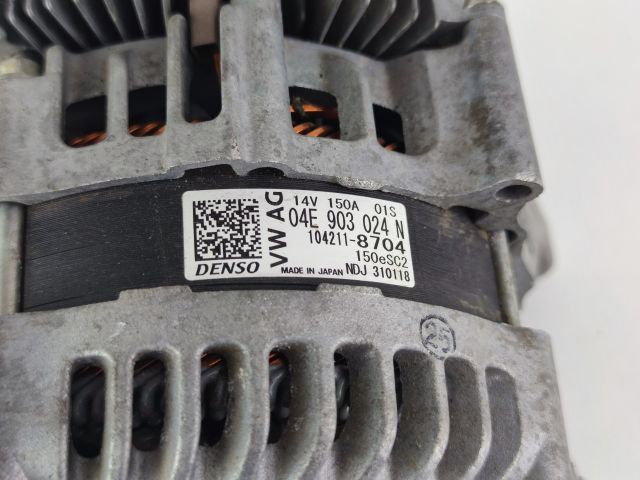 VW AG
14V 150A 01S
04E 903 024 N
104211-8704
150eSC2
DENSO
MADE IN JAPAN NDJ 310118
25